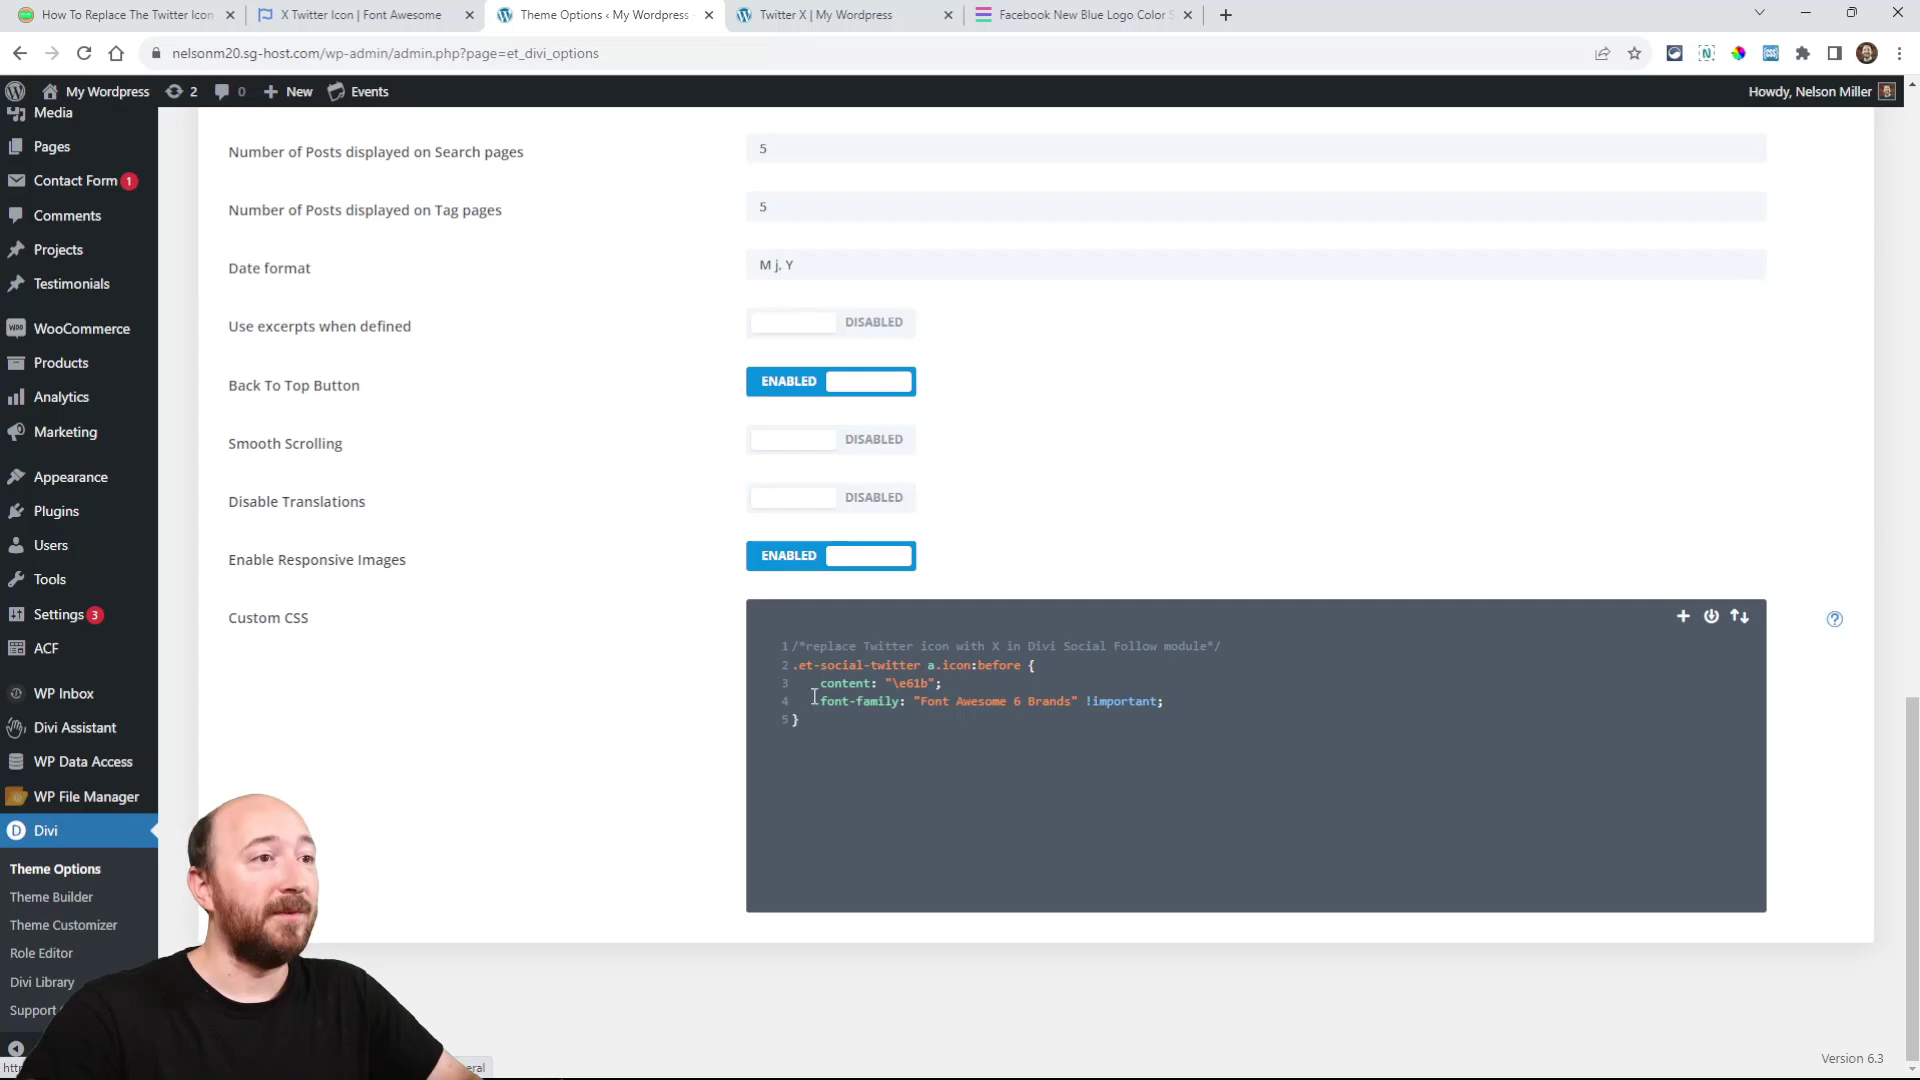 How To Replace The Twitter Icon
X Twitter Icon | Font Awesome
Theme Options ‹ My Wordpress
Twitter X | My Wordpress
Facebook New Blue Logo Color S
nelsonm20.sg-host.com/wp-admin/admin.php?page=et_divi_options
My Wordpress
2
0
New
Events
Howdy, Nelson Miller
Media
Pages
Contact Form 1
Comments
Projects
Testimonials
WooCommerce
Products
Analytics
Marketing
Appearance
Plugins
Users
Tools
Settings 3
ACF
WP Inbox
Divi Assistant
WP Data Access
WP File Manager
Divi
Theme Options
Theme Builder
Theme Customizer
Role Editor
Divi Library
Support
Number of Posts displayed on Search pages
5
Number of Posts displayed on Tag pages
5
Date format
M j, Y
Use excerpts when defined
DISABLED
Back To Top Button
ENABLED
Smooth Scrolling
DISABLED
Disable Translations
DISABLED
Enable Responsive Images
ENABLED
Custom CSS
1 /*replace Twitter icon with X in Divi Social Follow module*/
2 .et-social-twitter a.icon:before {
3 content: "\e61b";
4 font-family: "Font Awesome 6 Brands" !important;
5 }
Version 6.3